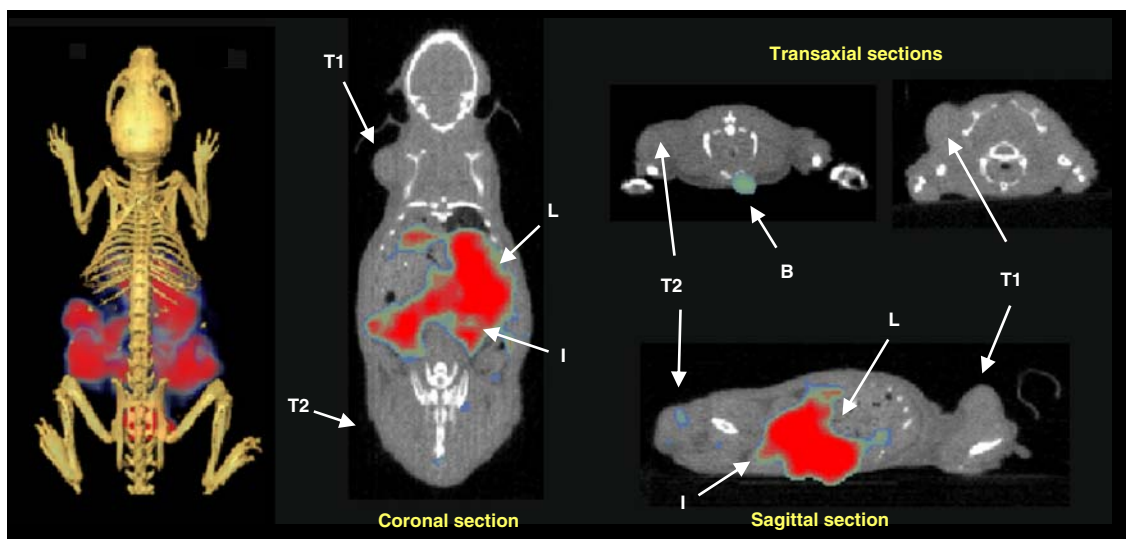 Transaxial sections
T1
L
B
T2
T1
L
I
T2
I
Coronal section
Sagittal section